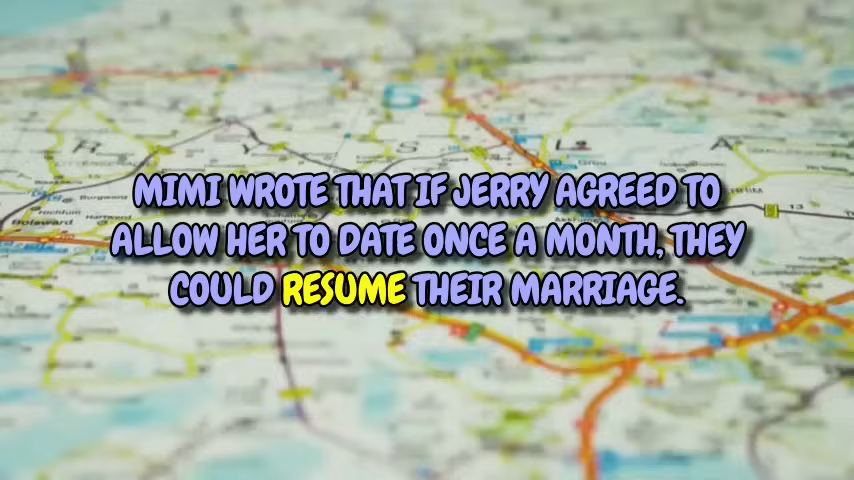 MIMI WROTE THAT IF JERRY AGREED TO
ALLOW HER TO DATE ONCE A MONTH, THEY
COULD RESUME THEIR MARRIAGE.